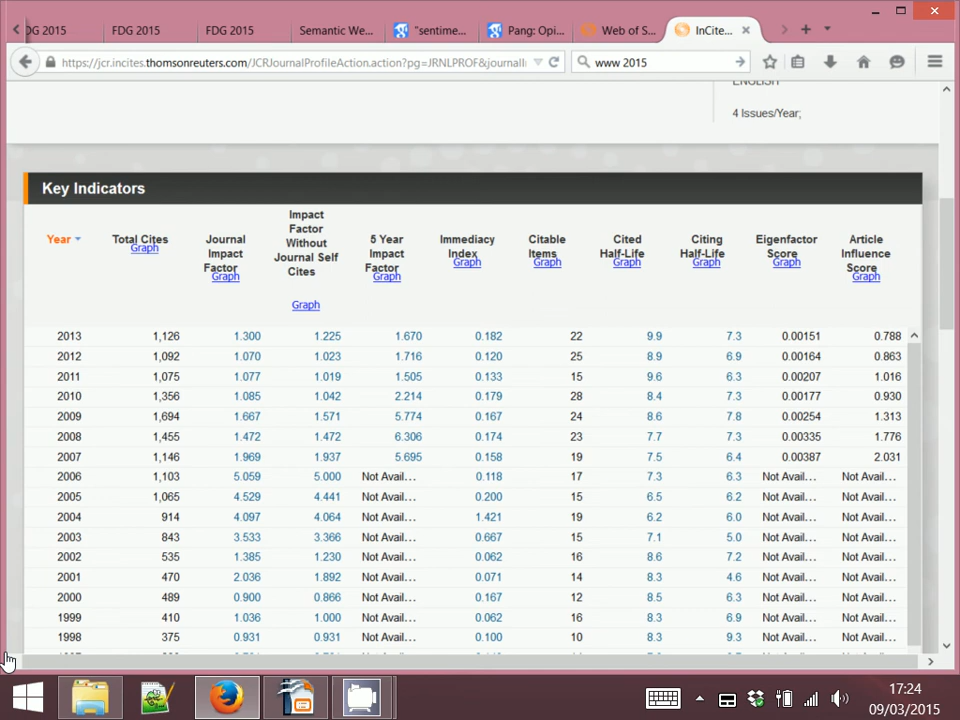 DG 2015 FDG 2015 FDG 2015 Semantic We... "sentime... Pang: Opi... Web of S... InCite...
https://jcr.incites.thomsonreuters.com/JCRJournalProfileAction.action?pg=JRNLPROF&journalI www 2015
ENGLISH
4 Issues/Year;
Key Indicators
Year Total Cites Graph Journal Impact Factor Graph Impact Factor Without Journal Self Cites Graph 5 Year Impact Factor Graph Immediacy Index Graph Citable Items Graph Cited Half-Life Graph Citing Half-Life Graph Eigenfactor Score Graph Article Influence Score Graph
2013 1,126 1.300 1.225 1.670 0.182 22 9.9 7.3 0.00151 0.788
2012 1,092 1.070 1.023 1.716 0.120 25 8.9 6.9 0.00164 0.863
2011 1,075 1.077 1.019 1.505 0.133 15 9.6 6.3 0.00207 1.016
2010 1,356 1.085 1.042 2.214 0.179 28 8.4 7.3 0.00177 0.930
2009 1,694 1.667 1.571 5.774 0.167 24 8.6 7.8 0.00254 1.313
2008 1,455 1.472 1.472 6.306 0.174 23 7.7 7.3 0.00335 1.776
2007 1,146 1.969 1.937 5.695 0.158 19 7.5 6.4 0.00387 2.031
2006 1,103 5.059 5.000 Not Avail... 0.118 17 7.3 6.3 Not Avail... Not Avail...
2005 1,065 4.529 4.441 Not Avail... 0.200 15 6.5 6.2 Not Avail... Not Avail...
2004 914 4.097 4.064 Not Avail... 1.421 19 6.2 6.0 Not Avail... Not Avail...
2003 843 3.533 3.366 Not Avail... 0.667 15 7.1 5.0 Not Avail... Not Avail...
2002 535 1.385 1.230 Not Avail... 0.062 16 8.6 7.2 Not Avail... Not Avail...
2001 470 2.036 1.892 Not Avail... 0.071 14 8.3 4.6 Not Avail... Not Avail...
2000 489 0.900 0.866 Not Avail... 0.167 12 8.5 6.3 Not Avail... Not Avail...
1999 410 1.036 1.000 Not Avail... 0.062 16 8.3 6.9 Not Avail... Not Avail...
1998 375 0.931 0.931 Not Avail... 0.100 10 8.3 9.3 Not Avail... Not Avail...
17:24
09/03/2015